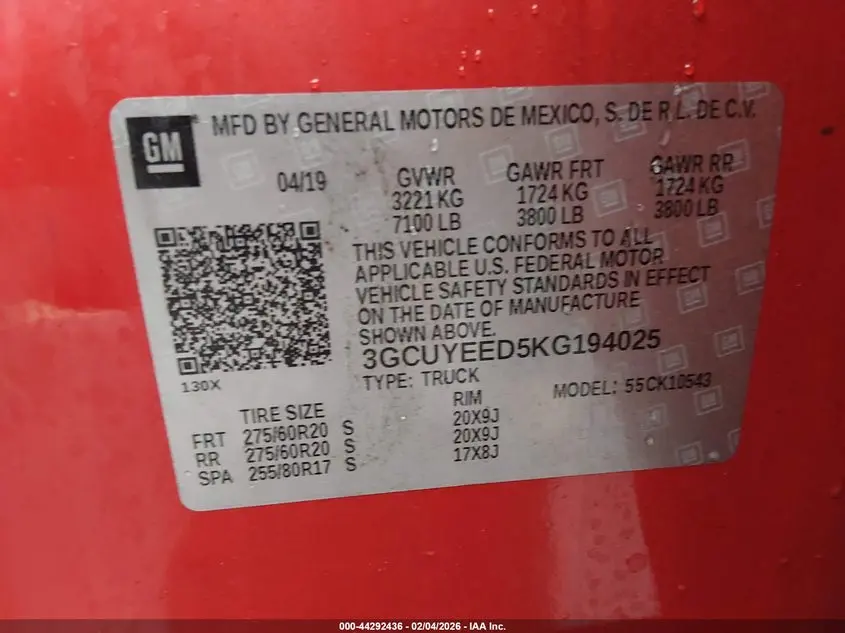 GM
MFD BY GENERAL MOTORS DE MEXICO, S. DE R L. DE C.V.
04/19
GVWR GAWR FRT GAWR RR
3221 KG 1724 KG 1724 KG
7100 LB 3800 LB 3800 LB
THIS VEHICLE CONFORMS TO ALL
APPLICABLE U.S. FEDERAL MOTOR
VEHICLE SAFETY STANDARDS IN EFFECT
ON THE DATE OF MANUFACTURE
SHOWN ABOVE.
3GCUYEED5KG194025
130X
TYPE: TRUCK MODEL: 55CK10543
TIRE SIZE RIM
FRT 275/60R20 S 20X9J
RR 275/60R20 S 20X9J
SPA 255/80R17 S 17X8J
000-44292436 - 02/04/2026 - IAA Inc.